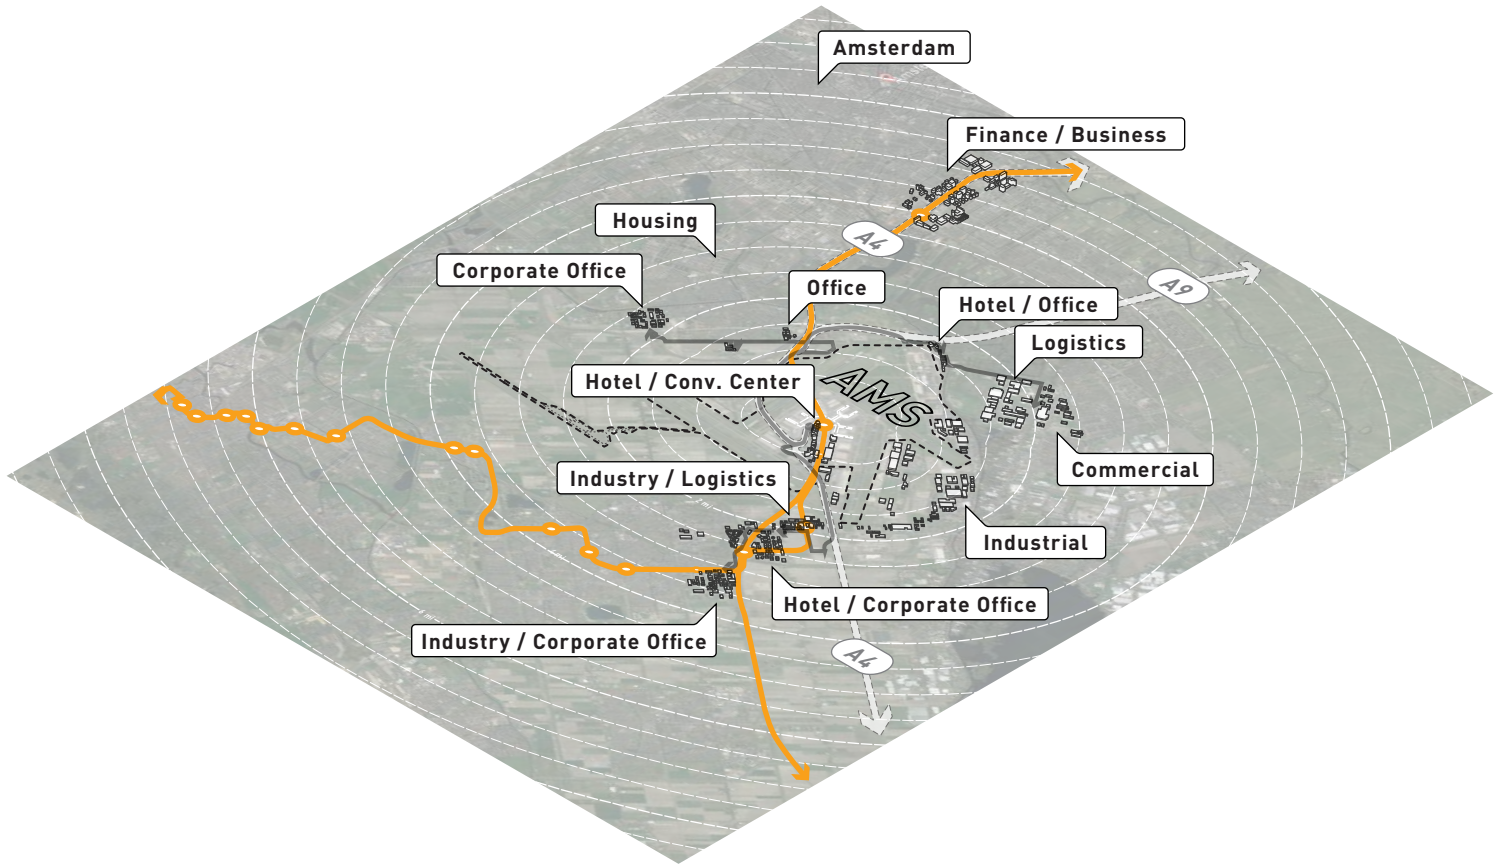 Amsterdam
Finance / Business
Housing
A4
Corporate Office
Office
A9
Hotel / Office
Logistics
Hotel / Conv. Center
AMS
Commercial
Industry / Logistics
Industrial
Hotel / Corporate Office
Industry / Corporate Office
A4